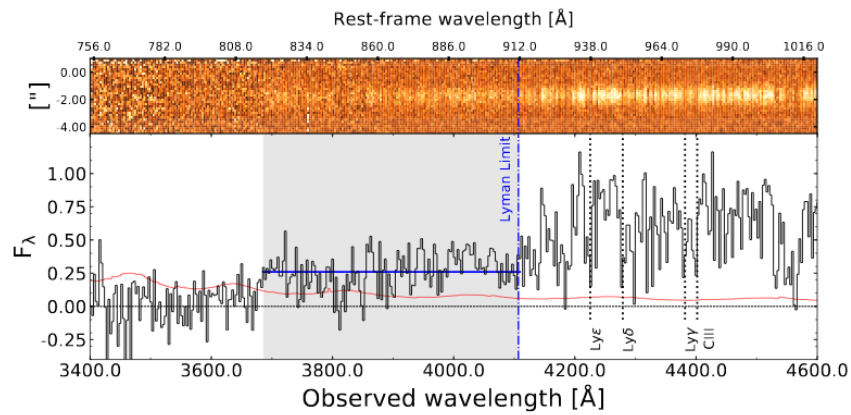 Rest-frame wavelength [Å]
756.0 782.0 808.0 834.0 860.0 886.0 912.0 938.0 964.0 990.0 1016.0
["]
0.00
-2.00
-4.00
Lyman Limit
F_λ
1.00
0.75
0.50
0.25
0.00
-0.25
Lyε
Lyδ
Lyγ
CIII
3400.0 3600.0 3800.0 4000.0 4200.0 4400.0 4600.0
Observed wavelength [Å]